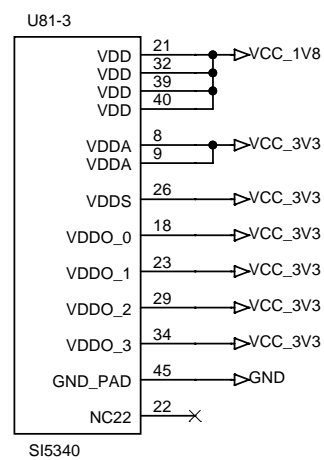 U81-3
VDD 21 VCC_1V8
VDD 32
VDD 39
VDD 40
VDDA 8 VCC_3V3
VDDA 9
VDDS 26 VCC_3V3
VDDO_0 18 VCC_3V3
VDDO_1 23 VCC_3V3
VDDO_2 29 VCC_3V3
VDDO_3 34 VCC_3V3
GND_PAD 45 GND
NC22 22
SI5340